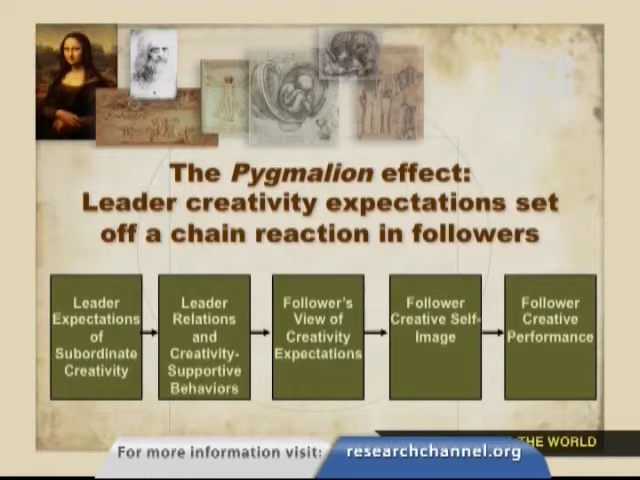 The Pygmalion effect:
Leader creativity expectations set
off a chain reaction in followers
Leader
Expectations
of
Subordinate
Creativity
Leader
Relations
and
Creativity-
Supportive
Behaviors
Follower's
View of
Creativity
Expectations
Follower
Creative Self-
Image
Follower
Creative
Performance
THE WORLD
For more information visit:
researchchannel.org